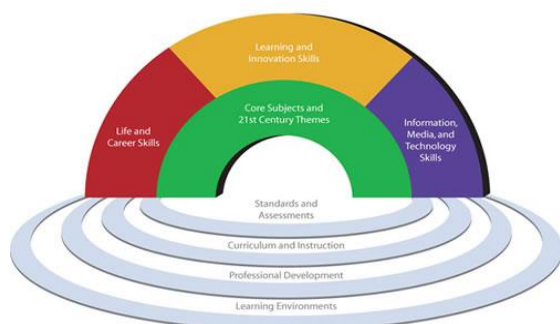 Learning and
Innovation Skills
Core Subjects and
21st Century Themes
Life and
Career Skills
Information,
Media, and
Technology
Skills
Standards and
Assessments
Curriculum and Instruction
Professional Development
Learning Environments